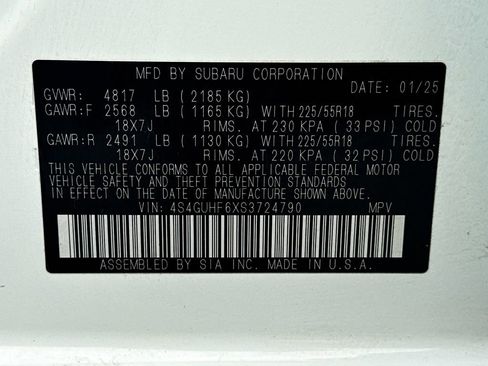 MFD BY SUBARU CORPORATION
DATE: 01/25
GVWR: 4817 LB (2185 KG)
GAWR:F 2568 LB (1165 KG) WITH 225/55R18 TIRES.
18X7J RIMS. AT 230 KPA (33 PSI) COLD
GAWR:R 2491 LB (1130 KG) WITH 225/55R18 TIRES.
18X7J RIMS. AT 220 KPA (32 PSI) COLD
THIS VEHICLE CONFORMS TO ALL APPLICABLE FEDERAL MOTOR
VEHICLE SAFETY AND THEFT PREVENTION STANDARDS
IN EFFECT ON THE DATE OF MANUFACTURE SHOWN ABOVE.
VIN: 4S4GUHF6XS3724790 MPV
ASSEMBLED BY SIA INC. MADE IN U.S.A.